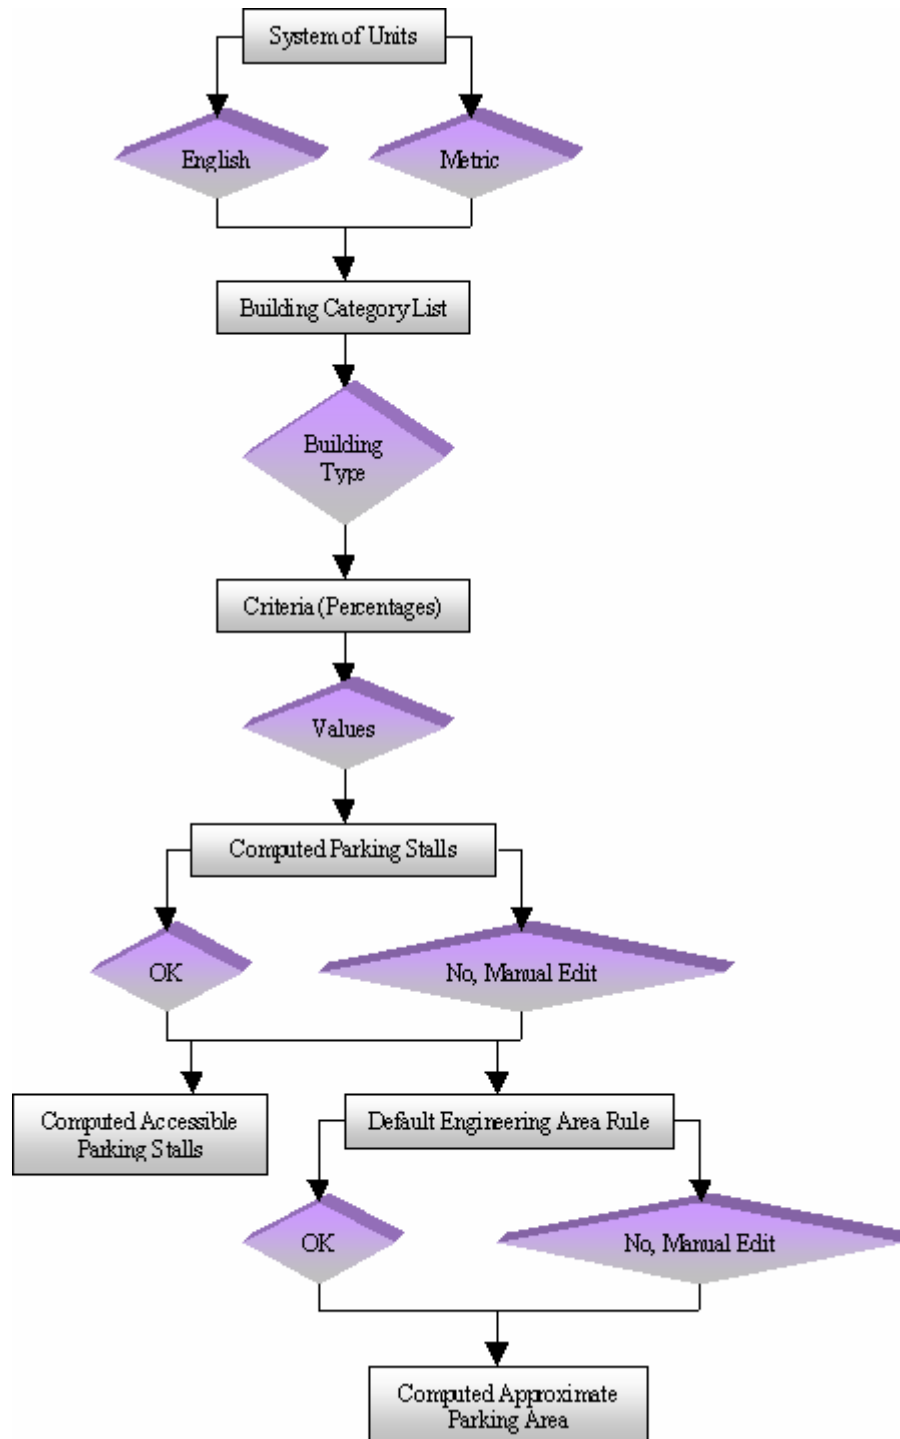 System of Units
English
Metric
Building Category List
Building
Type
Criteria (Percentages)
Values
Computed Parking Stalls
OK
No, Manual Edit
Computed Accessible
Parking Stalls
Default Engineering Area Rule
OK
No, Manual Edit
Computed Approximate
Parking Area